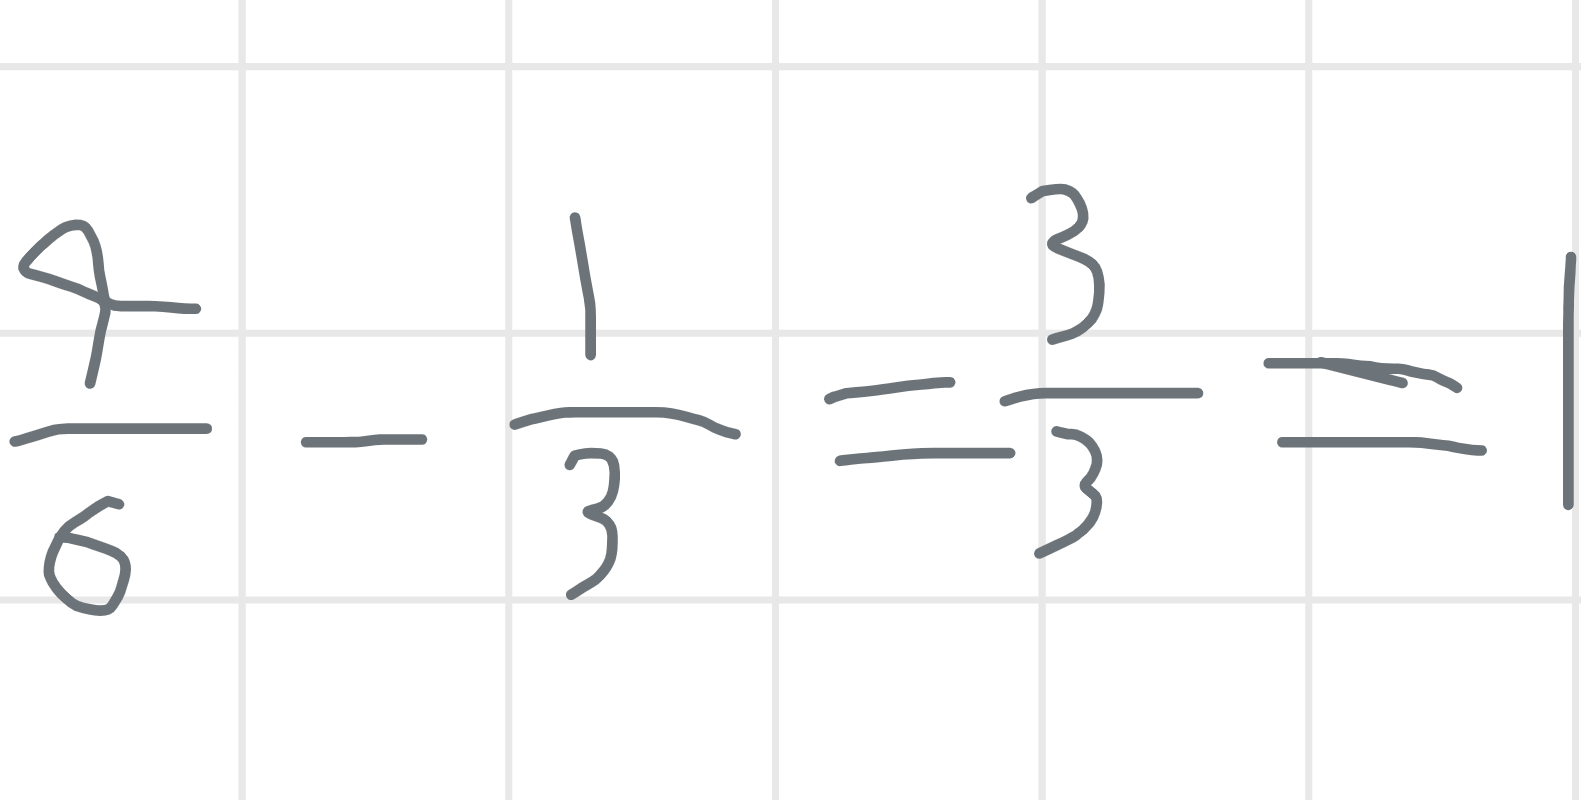 4/6 - 1/3 = 3/3 = 1